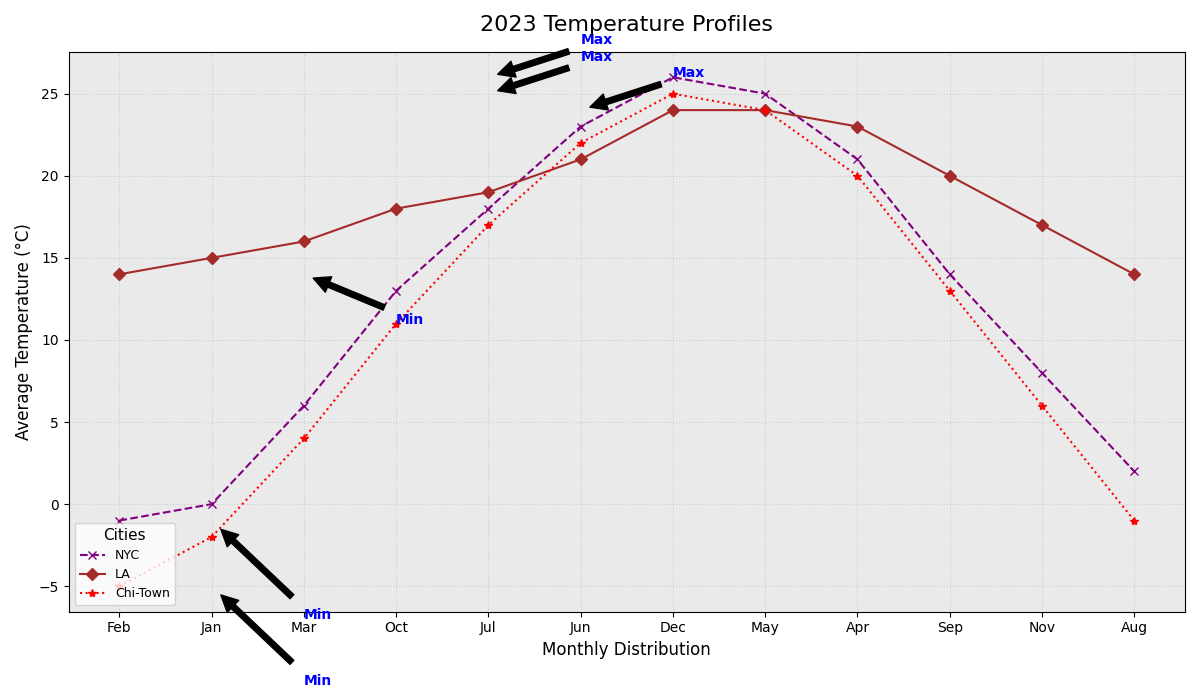 2023 Temperature Profiles
Max
Max
Max
Min
Min
Min
Average Temperature (°C)
25
20
15
10
5
0
−5
Cities
NYC
LA
Chi-Town
Feb Jan Mar Oct Jul Jun Dec May Apr Sep Nov Aug
Monthly Distribution